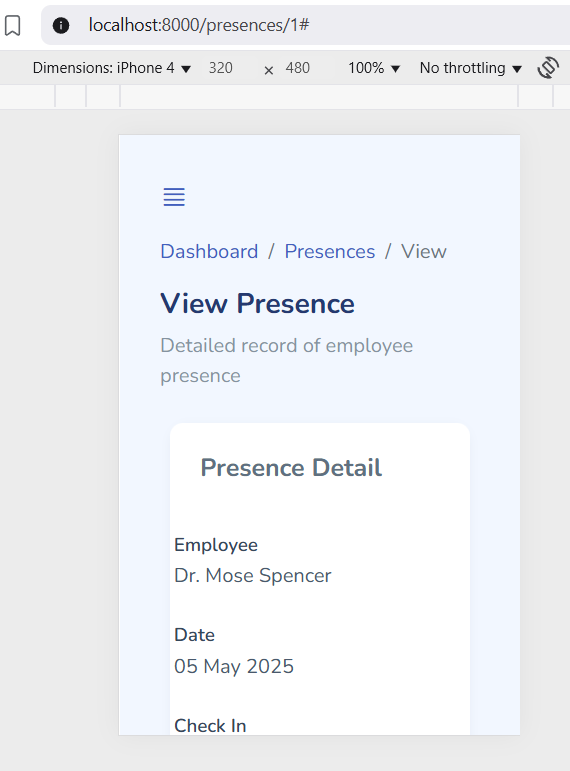 localhost:8000/presences/1#
Dimensions: iPhone 4 ▼ 320 × 480 100% ▼ No throttling ▼
Dashboard / Presences / View
View Presence
Detailed record of employee
presence
Presence Detail
Employee
Dr. Mose Spencer
Date
05 May 2025
Check In